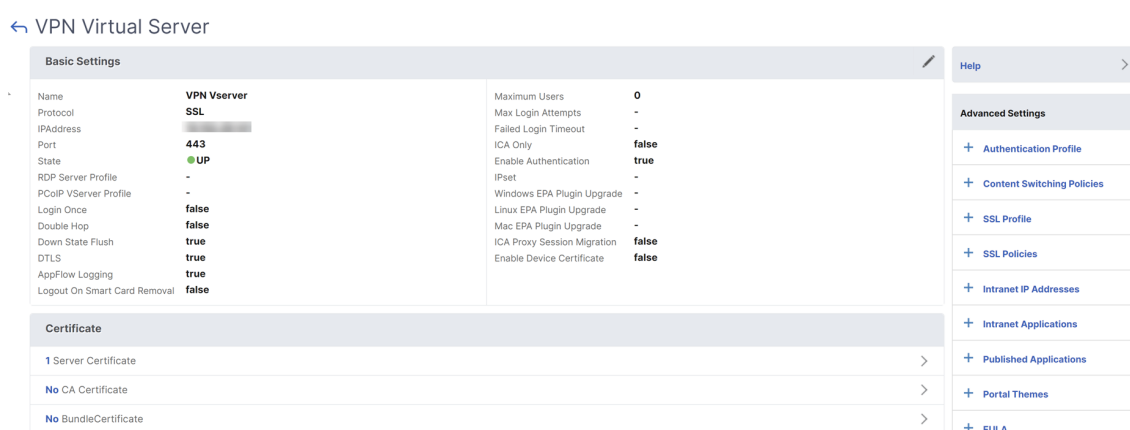 VPN Virtual Server
Basic Settings
Name VPN Vserver
Protocol SSL
IPAddress
Port 443
State UP
RDP Server Profile -
PCoIP VServer Profile -
Login Once false
Double Hop false
Down State Flush true
DTLS true
AppFlow Logging true
Logout On Smart Card Removal false
Maximum Users 0
Max Login Attempts -
Failed Login Timeout -
ICA Only false
Enable Authentication true
IPset -
Windows EPA Plugin Upgrade -
Linux EPA Plugin Upgrade -
Mac EPA Plugin Upgrade -
ICA Proxy Session Migration false
Enable Device Certificate false
Certificate
1 Server Certificate
No CA Certificate
No BundleCertificate
Help
Advanced Settings
+ Authentication Profile
+ Content Switching Policies
+ SSL Profile
+ SSL Policies
+ Intranet IP Addresses
+ Intranet Applications
+ Published Applications
+ Portal Themes
+ EULA